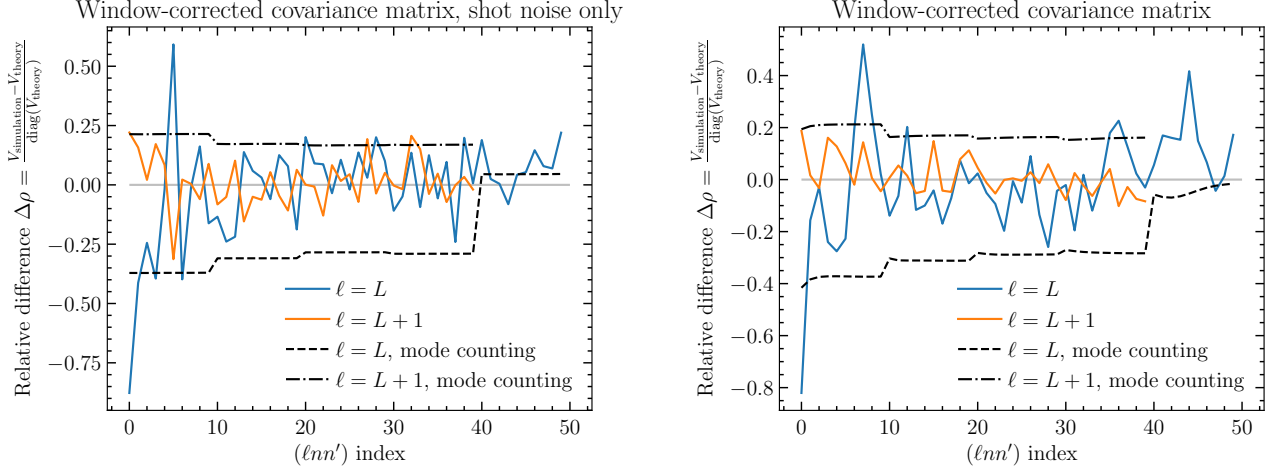 Window-corrected covariance matrix, shot noise only
Relative difference Δρ = (V_simulation−V_theory)/diag(V_theory)
0.50
0.25
0.00
−0.25
−0.50
−0.75
ℓ = L
ℓ = L + 1
ℓ = L, mode counting
ℓ = L + 1, mode counting
0 10 20 30 40 50
(ℓnn′) index
Window-corrected covariance matrix
Relative difference Δρ = (V_simulation−V_theory)/diag(V_theory)
0.4
0.2
0.0
−0.2
−0.4
−0.6
−0.8
ℓ = L
ℓ = L + 1
ℓ = L, mode counting
ℓ = L + 1, mode counting
0 10 20 30 40 50
(ℓnn′) index